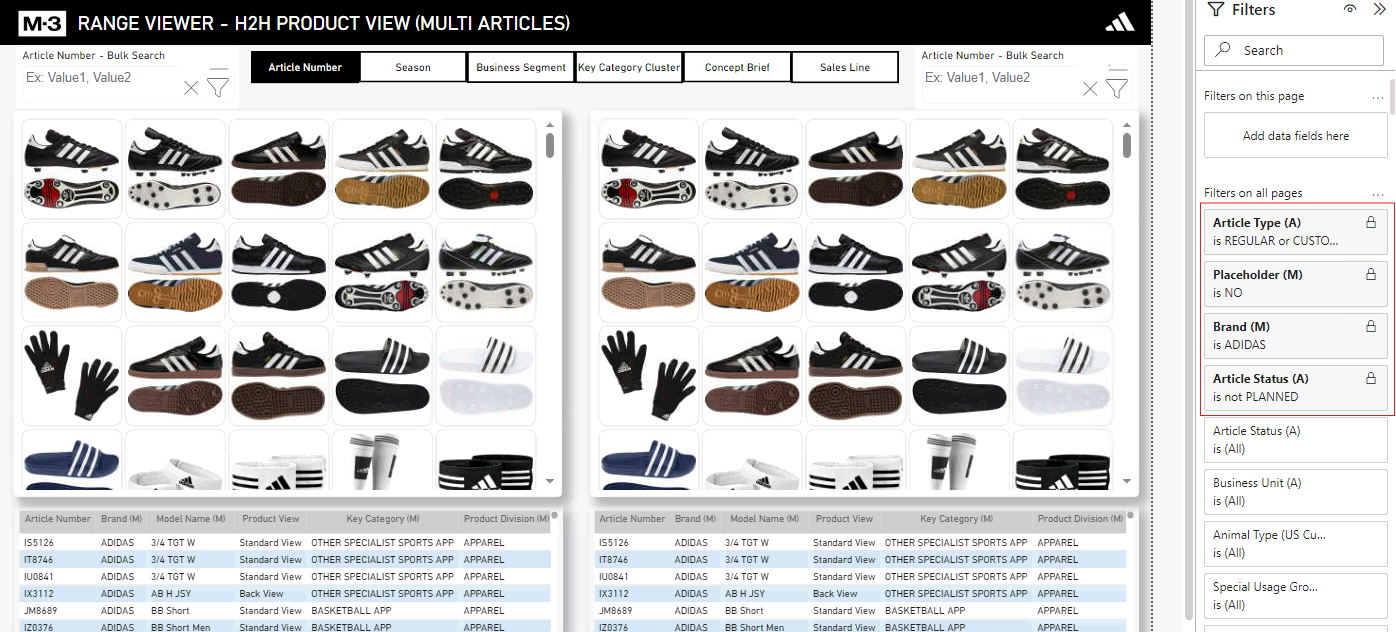 M-3 RANGE VIEWER - H2H PRODUCT VIEW (MULTI ARTICLES)
Article Number - Bulk Search
Ex: Value1, Value2
Article Number
Season
Business Segment
Key Category Cluster
Concept Brief
Sales Line
Article Number - Bulk Search
Ex: Value1, Value2
Article Number Brand (M) Model Name (M) Product View Key Category (M) Product Division (M)
IS5126 ADIDAS 3/4 TGT W Standard View OTHER SPECIALIST SPORTS APP APPAREL
IT8746 ADIDAS 3/4 TGT W Standard View OTHER SPECIALIST SPORTS APP APPAREL
IU0841 ADIDAS 3/4 TGT W Standard View OTHER SPECIALIST SPORTS APP APPAREL
IX3112 ADIDAS AB H JSY Back View OTHER SPECIALIST SPORTS APP APPAREL
JM8689 ADIDAS BB Short Standard View BASKETBALL APP APPAREL
IZ0376 ADIDAS BB Short Men Standard View BASKETBALL APP APPAREL
Article Number Brand (M) Model Name (M) Product View Key Category (M) Product Division (M)
IS5126 ADIDAS 3/4 TGT W Standard View OTHER SPECIALIST SPORTS APP APPAREL
IT8746 ADIDAS 3/4 TGT W Standard View OTHER SPECIALIST SPORTS APP APPAREL
IU0841 ADIDAS 3/4 TGT W Standard View OTHER SPECIALIST SPORTS APP APPAREL
IX3112 ADIDAS AB H JSY Back View OTHER SPECIALIST SPORTS APP APPAREL
JM8689 ADIDAS BB Short Standard View BASKETBALL APP APPAREL
IZ0376 ADIDAS BB Short Men Standard View BASKETBALL APP APPAREL
Filters
Search
Filters on this page ...
Add data fields here
Filters on all pages ...
Article Type (A)
is REGULAR or CUSTO...
Placeholder (M)
is NO
Brand (M)
is ADIDAS
Article Status (A)
is not PLANNED
Article Status (A)
is (All)
Business Unit (A)
is (All)
Animal Type (US Cu...
is (All)
Special Usage Gro...
is (All)